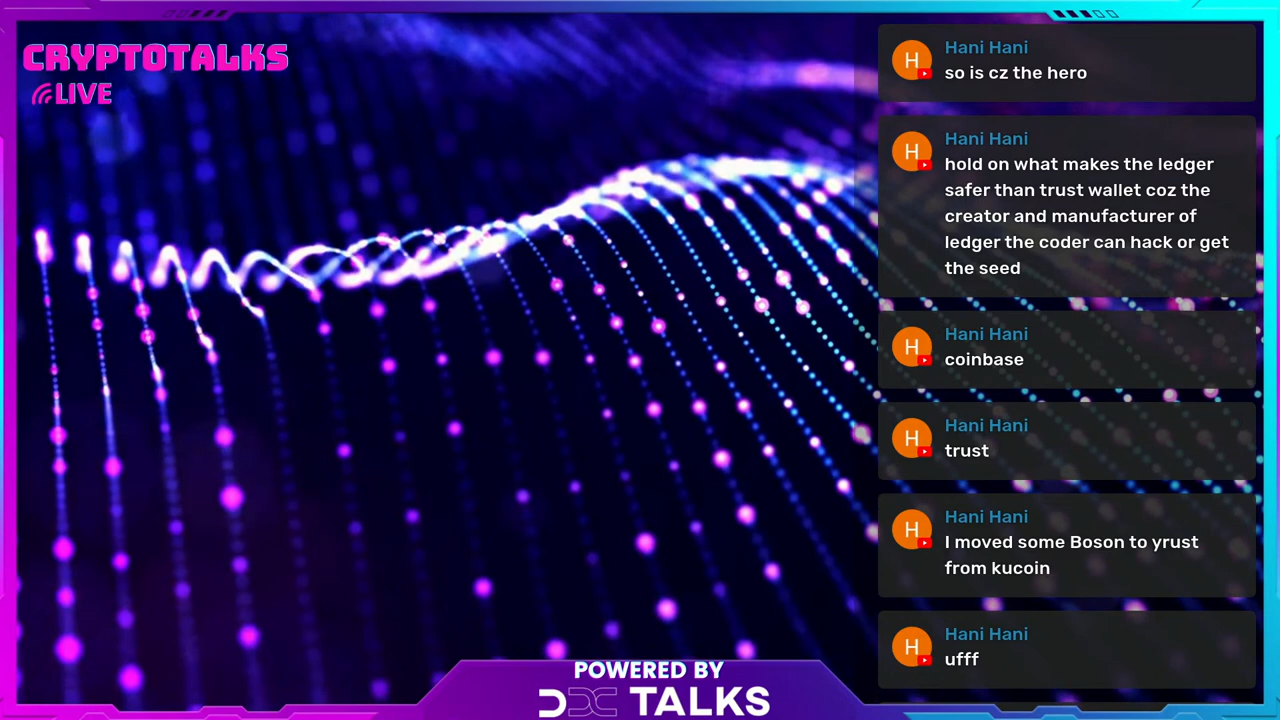 CRYPTOTALKS
LIVE
Hani Hani
so is cz the hero
H
Hani Hani
hold on what makes the ledger
safer than trust wallet coz the
creator and manufacturer of
ledger the coder can hack or get
the seed
H
Hani Hani
coinbase
H
Hani Hani
trust
H
Hani Hani
I moved some Boson to yrust
from kucoin
H
Hani Hani
ufff
H
POWERED BY
DEX TALKS